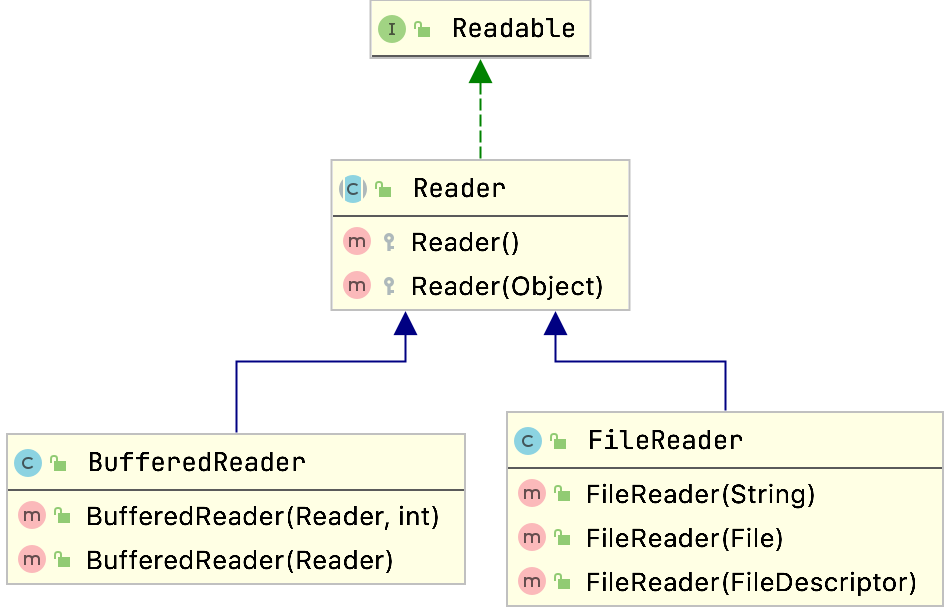 I Readable
C Reader
m Reader()
m Reader(Object)
C BufferedReader
m BufferedReader(Reader, int)
m BufferedReader(Reader)
C FileReader
m FileReader(String)
m FileReader(File)
m FileReader(FileDescriptor)